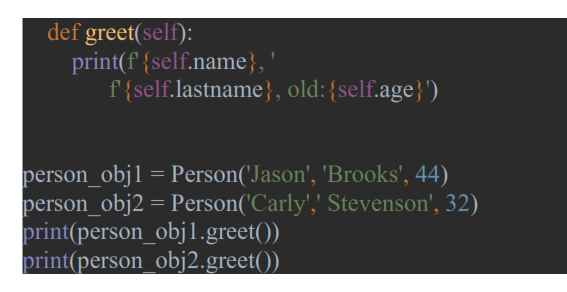 def greet(self):
print(f'{self.name}, '
f'{self.lastname}, old:{self.age}')
person_obj1 = Person('Jason', 'Brooks', 44)
person_obj2 = Person('Carly',' Stevenson', 32)
print(person_obj1.greet())
print(person_obj2.greet())